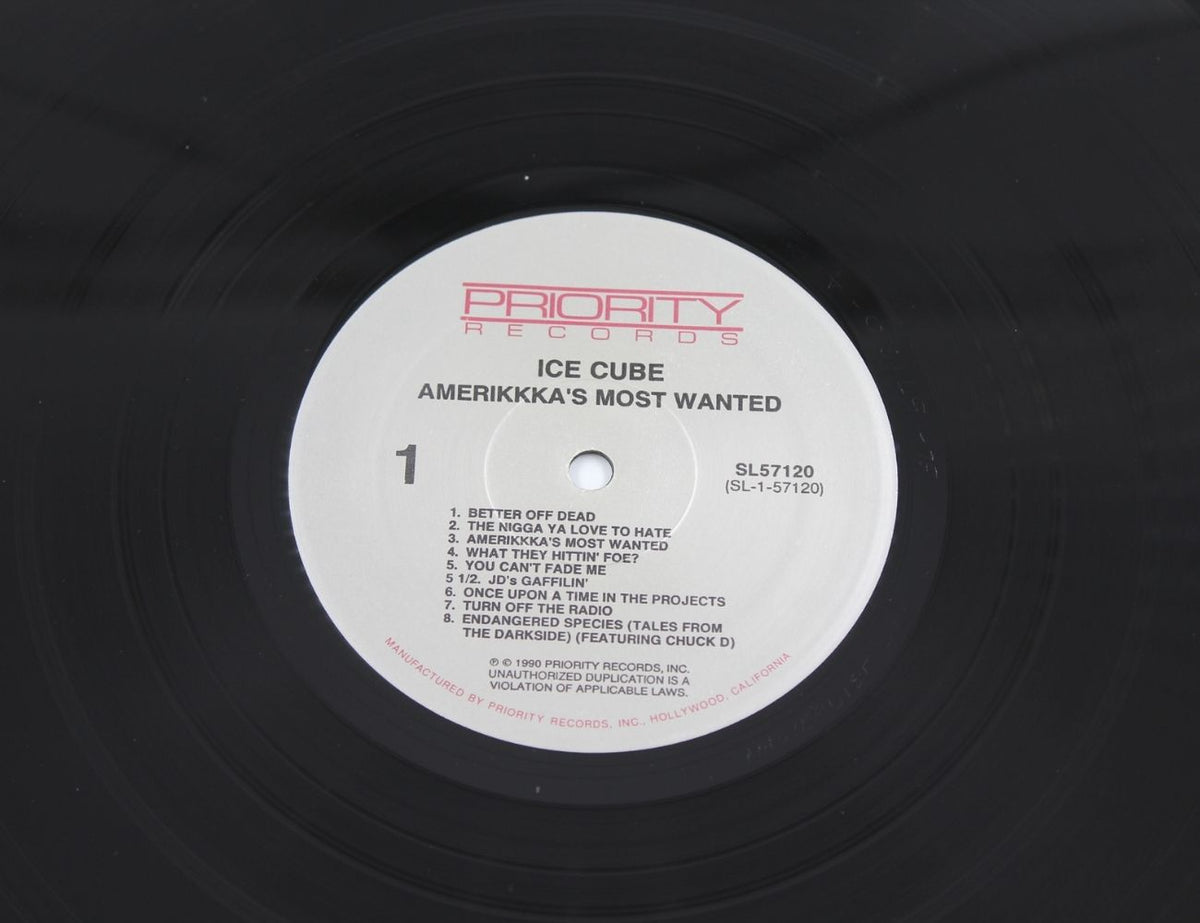 PRIORITY
RECORDS
ICE CUBE
AMERIKKKA'S MOST WANTED
1
SL57120
(SL-1-57120)
1. BETTER OFF DEAD
2. THE NIGGA YA LOVE TO HATE
3. AMERIKKKA'S MOST WANTED
4. WHAT THEY HITTIN' FOE?
5. YOU CAN'T FADE ME
5 1/2. JD's GAFFILIN'
6. ONCE UPON A TIME IN THE PROJECTS
7. TURN OFF THE RADIO
8. ENDANGERED SPECIES (TALES FROM
THE DARKSIDE) (FEATURING CHUCK D)
℗ © 1990 PRIORITY RECORDS, INC.
UNAUTHORIZED DUPLICATION IS A
VIOLATION OF APPLICABLE LAWS.
MANUFACTURED BY PRIORITY RECORDS, INC., HOLLYWOOD, CALIFORNIA